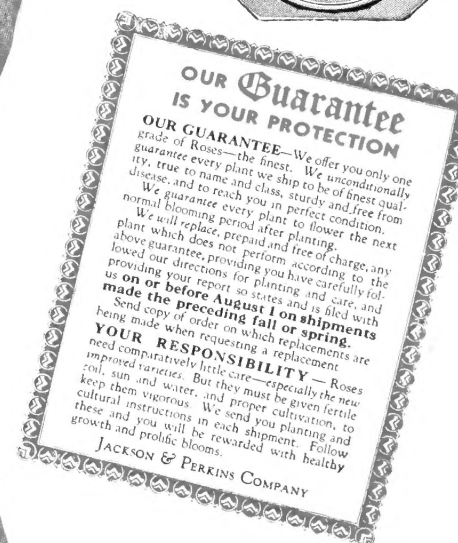 OUR Guarantee
IS YOUR PROTECTION
OUR GUARANTEE—We offer you only one
grade of Roses—the finest. We unconditionally
guarantee every plant we ship to be of finest qual-
ity, true to name and class, sturdy and free from
disease, and to reach you in perfect condition.
We guarantee every plant to flower the next
normal blooming period after planting.
We will replace, prepaid and free of charge, any
plant which does not perform according to the
above guarantee, providing you have carefully fol-
lowed our directions for planting and care, and
providing your report so states and is filed with
us on or before August 1 on shipments
made the preceding fall or spring.
Send copy of order on which replacements are
being made when requesting a replacement
YOUR RESPONSIBILITY — Roses
need comparatively little care—especially the new
improved varieties. But they must be given fertile
soil, sun and water, and proper cultivation, to
keep them vigorous. We send you planting and
cultural instructions in each shipment. Follow
these and you will be rewarded with healthy
growth and prolific blooms.
JACKSON & PERKINS COMPANY